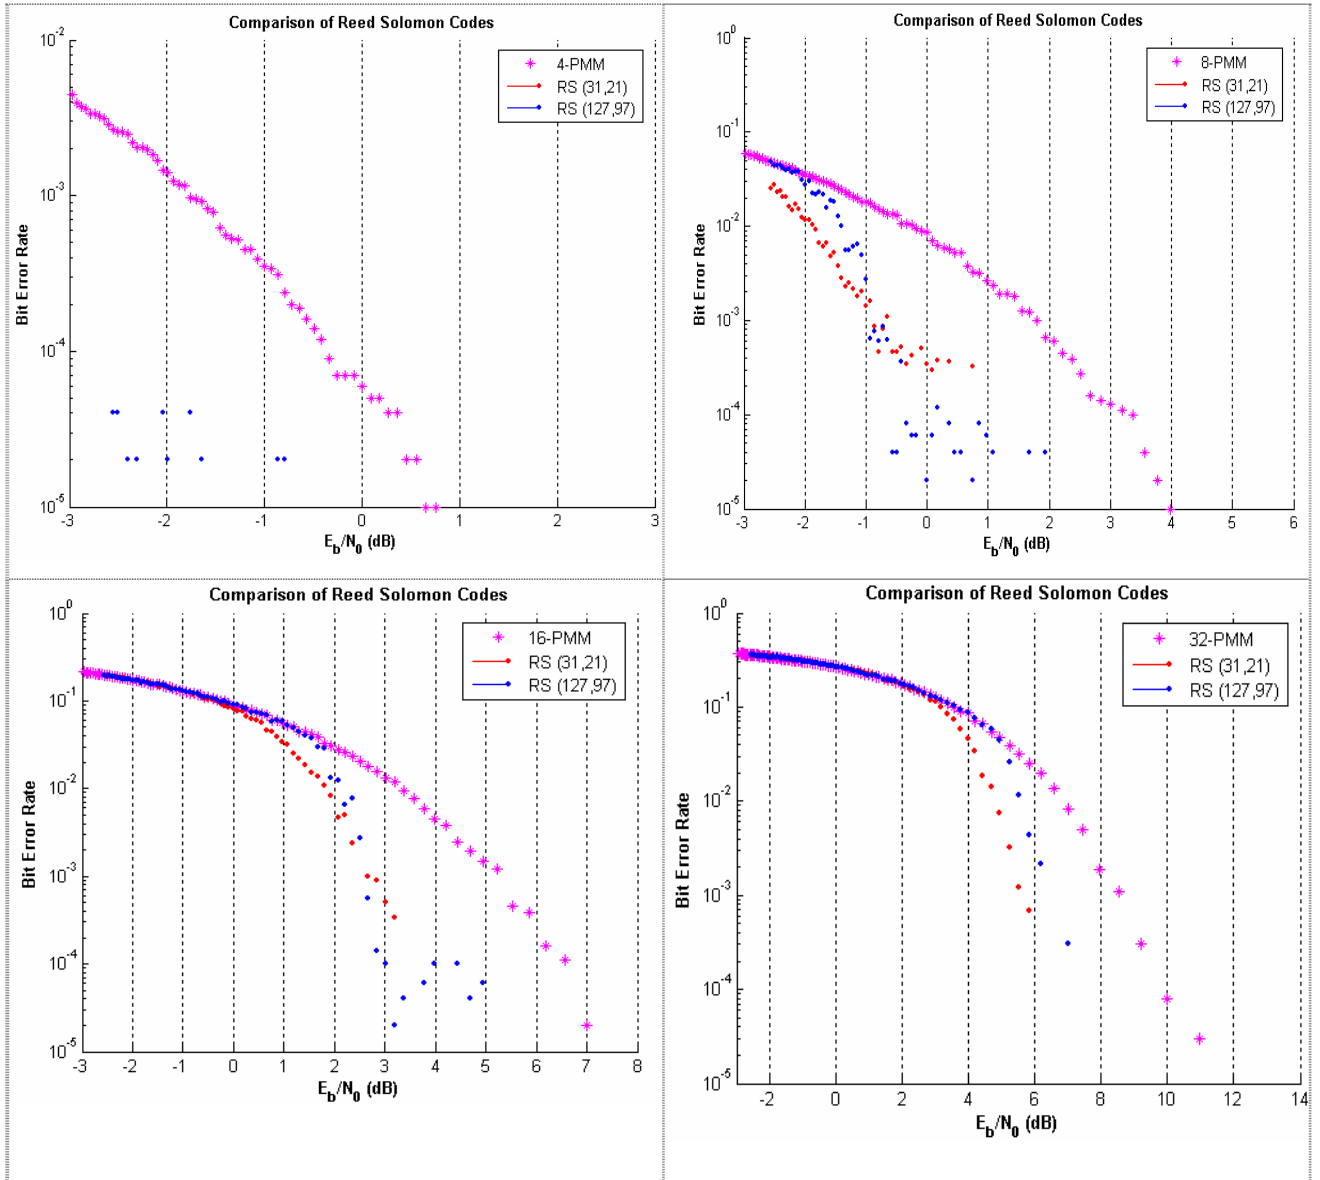 Comparison of Reed Solomon Codes
10^-2
10^-3
10^-4
10^-5
Bit Error Rate
4-PMM
RS (31,21)
RS (127,97)
-3 -2 -1 0 1 2 3
E_b/N_0 (dB)
Comparison of Reed Solomon Codes
10^0
10^-1
10^-2
10^-3
10^-4
10^-5
Bit Error Rate
8-PMM
RS (31,21)
RS (127,97)
-3 -2 -1 0 1 2 3 4 5 6
E_b/N_0 (dB)
Comparison of Reed Solomon Codes
10^0
10^-1
10^-2
10^-3
10^-4
10^-5
Bit Error Rate
16-PMM
RS (31,21)
RS (127,97)
-3 -2 -1 0 1 2 3 4 5 6 7 8
E_b/N_0 (dB)
Comparison of Reed Solomon Codes
10^0
10^-1
10^-2
10^-3
10^-4
10^-5
Bit Error Rate
32-PMM
RS (31,21)
RS (127,97)
-2 0 2 4 6 8 10 12 14
E_b/N_0 (dB)